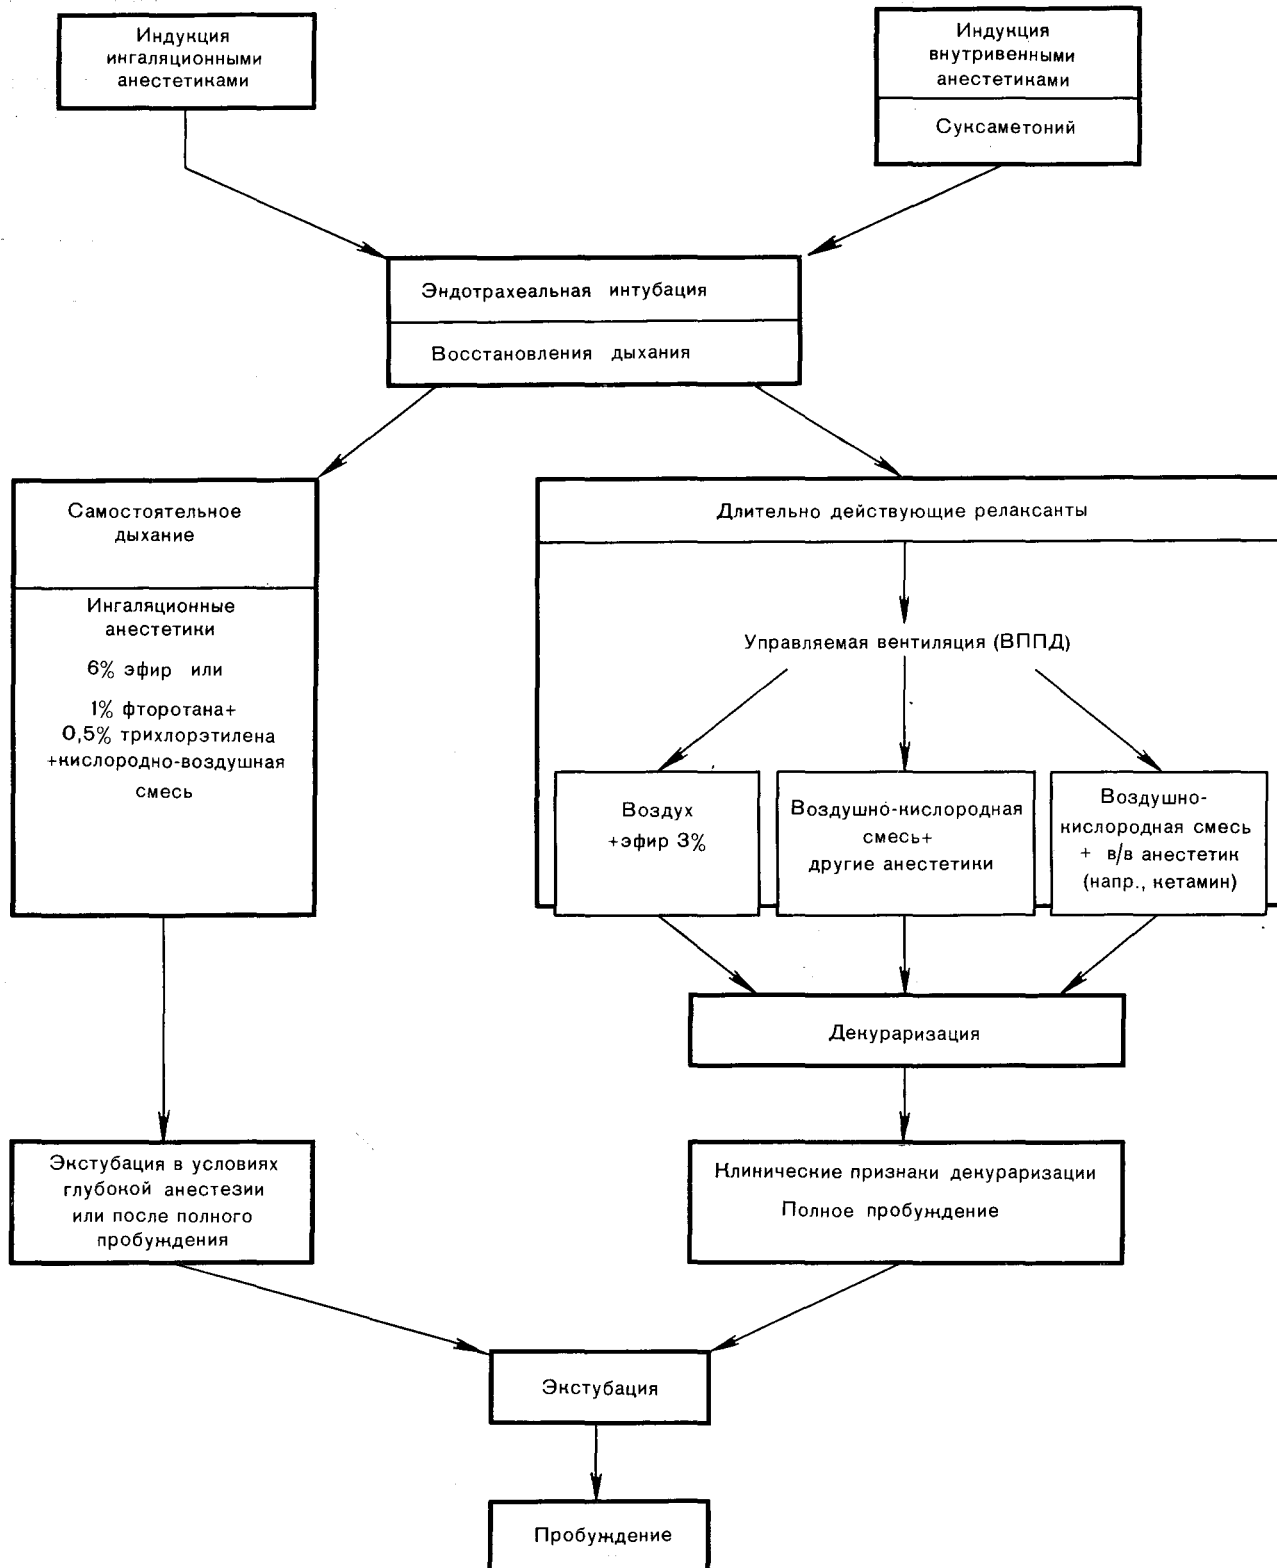 Индукция
ингаляционными
анестетиками
Индукция
внутривенными
анестетиками
Суксаметоний
Эндотрахеальная интубация
Восстановления дыхания
Самостоятельное
дыхание
Ингаляционные
анестетики
6% эфир или
1% фторотана+
0,5% трихлорэтилена
+кислородно-воздушная
смесь
Длительно действующие релаксанты
Управляемая вентиляция (ВППД)
Воздух
+эфир 3%
Воздушно-кислородная
смесь+
другие анестетики
Воздушно-
кислородная смесь
+ в/в анестетик
(напр., кетамин)
Декураризация
Экстубация в условиях
глубокой анестезии
или после полного
пробуждения
Клинические признаки декураризации
Полное пробуждение
Экстубация
Пробуждение